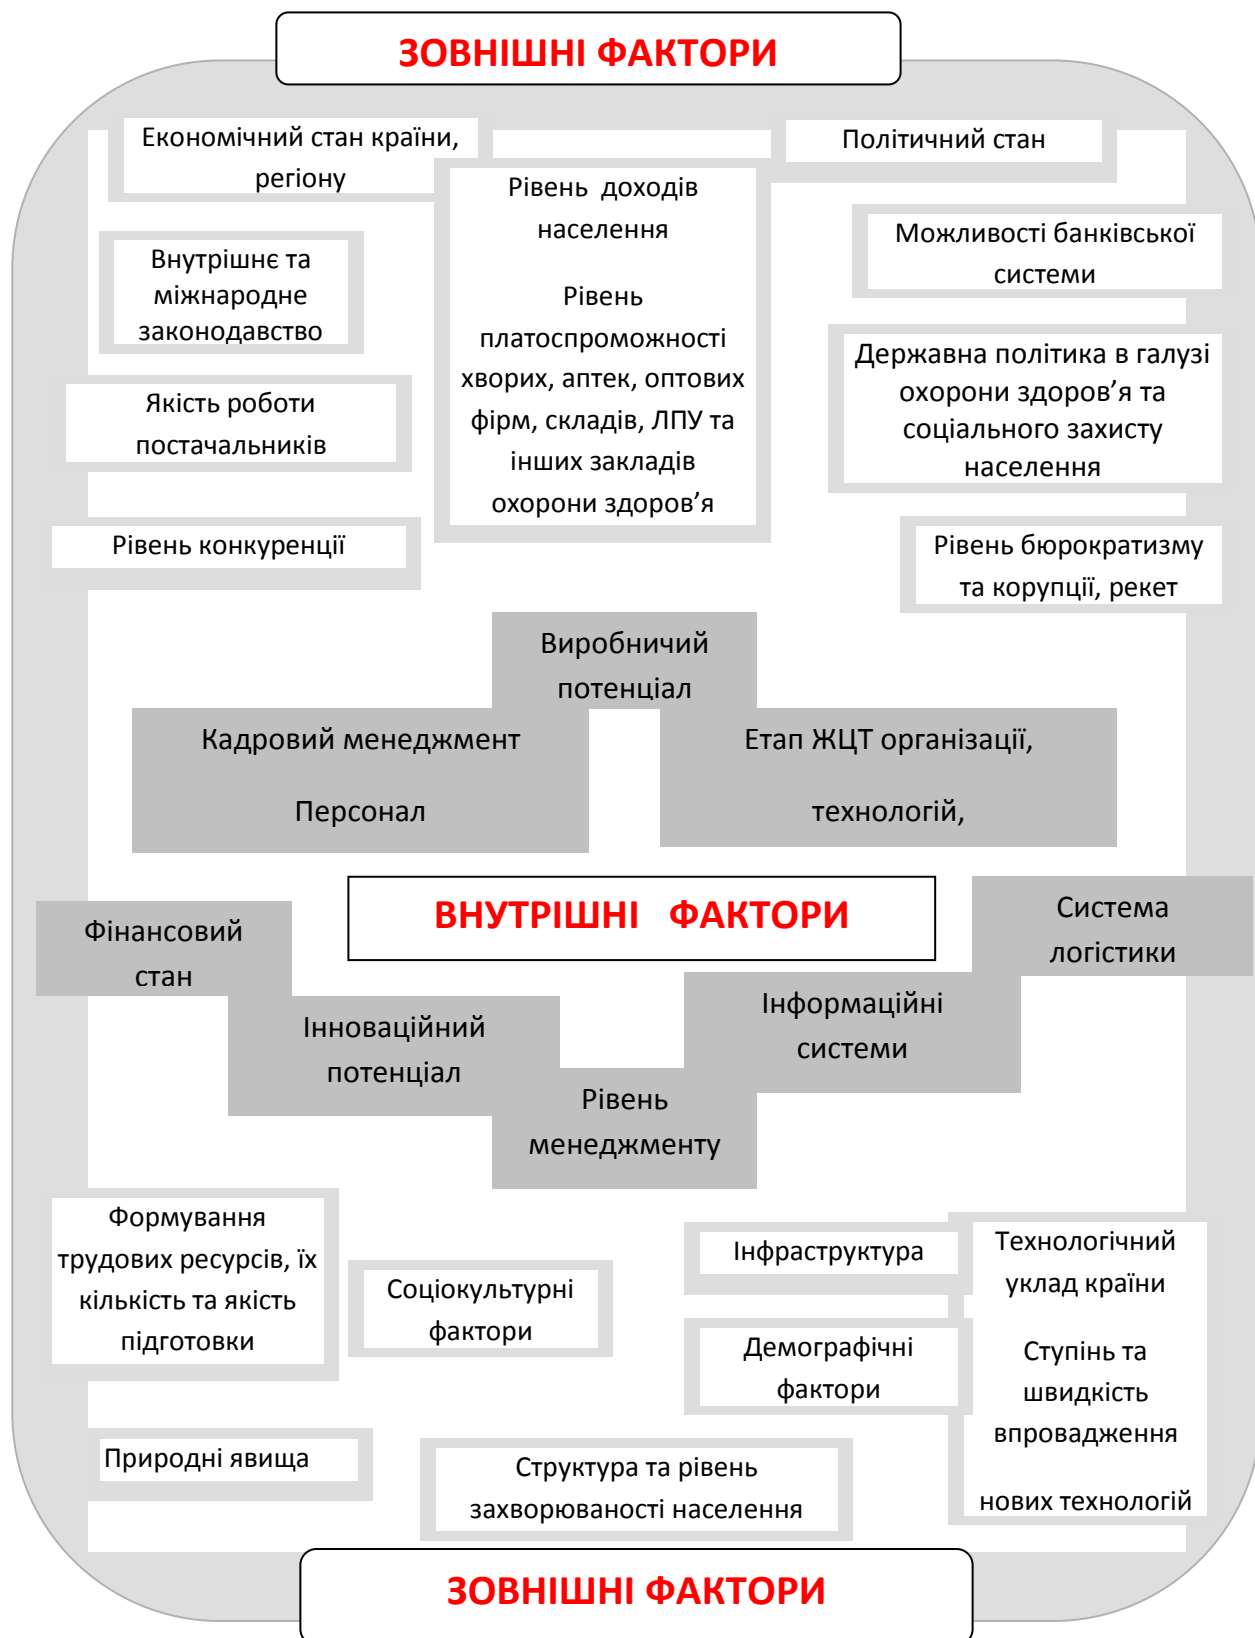 ЗОВНІШНІ ФАКТОРИ
Економічний стан країни,
регіону
Політичний стан
Рівень доходів
населення
Рівень
платоспроможності
хворих, аптек, оптових
фірм, складів, ЛПУ та
інших закладів
охорони здоров’я
Внутрішнє та
міжнародне
законодавство
Можливості банківської
системи
Якість роботи
постачальників
Державна політика в галузі
охорони здоров’я та
соціального захисту
населення
Рівень конкуренції
Рівень бюрократизму
та корупції, рекет
Виробничий
потенціал
Кадровий менеджмент
Персонал
Етап ЖЦТ організації,
технологій,
ВНУТРІШНІ ФАКТОРИ
Фінансовий
стан
Система
логістики
Інноваційний
потенціал
Інформаційні
системи
Рівень
менеджменту
Формування
трудових ресурсів, їх
кількість та якість
підготовки
Соціокультурні
фактори
Інфраструктура
Демографічні
фактори
Технологічний
уклад країни
Ступінь та
швидкість
впровадження
нових технологій
Природні явища
Структура та рівень
захворюваності населення
ЗОВНІШНІ ФАКТОРИ